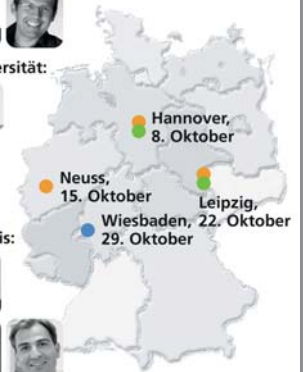 ersität:
Hannover,
8. Oktober
Neuss,
15. Oktober
Leipzig,
22. Oktober
Wiesbaden,
29. Oktober
is: